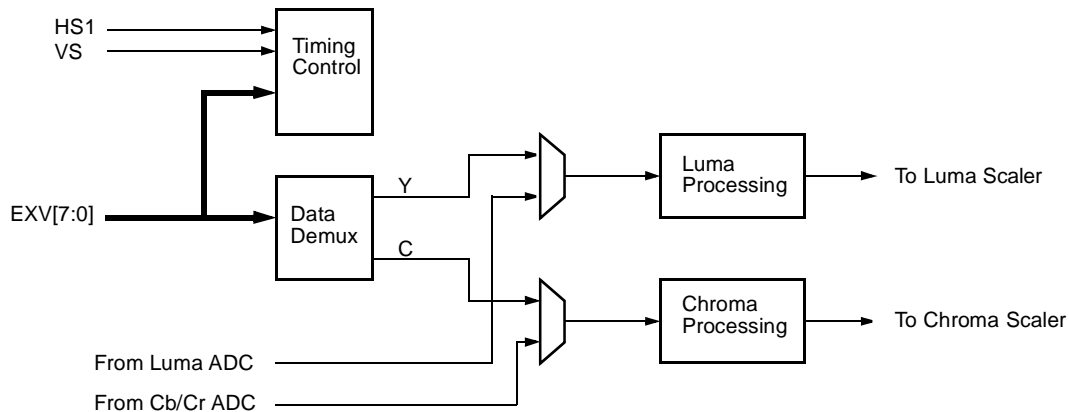 HS1
VS
Timing
Control
EXV[7:0]
Data
Demux
Y
C
Luma
Processing
To Luma Scaler
Chroma
Processing
To Chroma Scaler
From Luma ADC
From Cb/Cr ADC